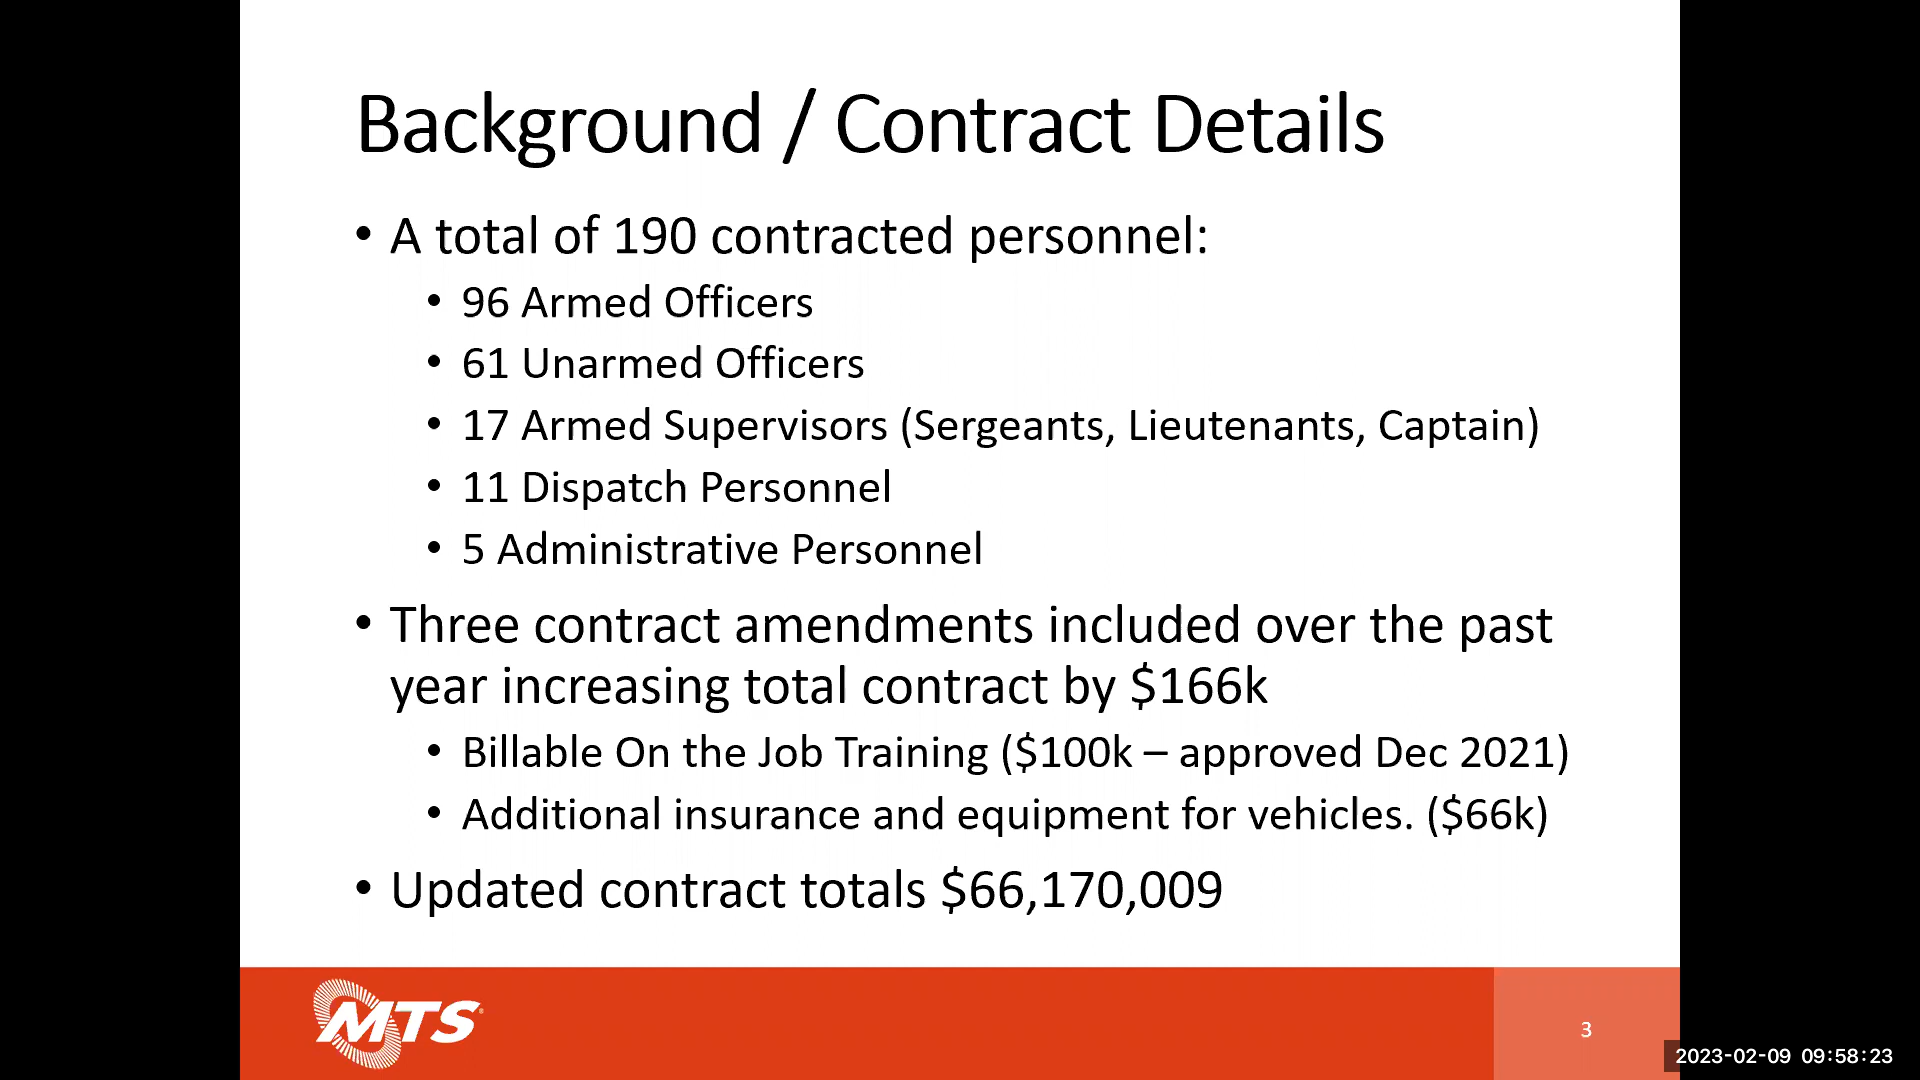 Background / Contract Details
• A total of 190 contracted personnel:
• 96 Armed Officers
• 61 Unarmed Officers
• 17 Armed Supervisors (Sergeants, Lieutenants, Captain)
• 11 Dispatch Personnel
• 5 Administrative Personnel
• Three contract amendments included over the past
year increasing total contract by $166k
• Billable On the Job Training ($100k – approved Dec 2021)
• Additional insurance and equipment for vehicles. ($66k)
• Updated contract totals $66,170,009
MTS
3
2023-02-09 09:58:23